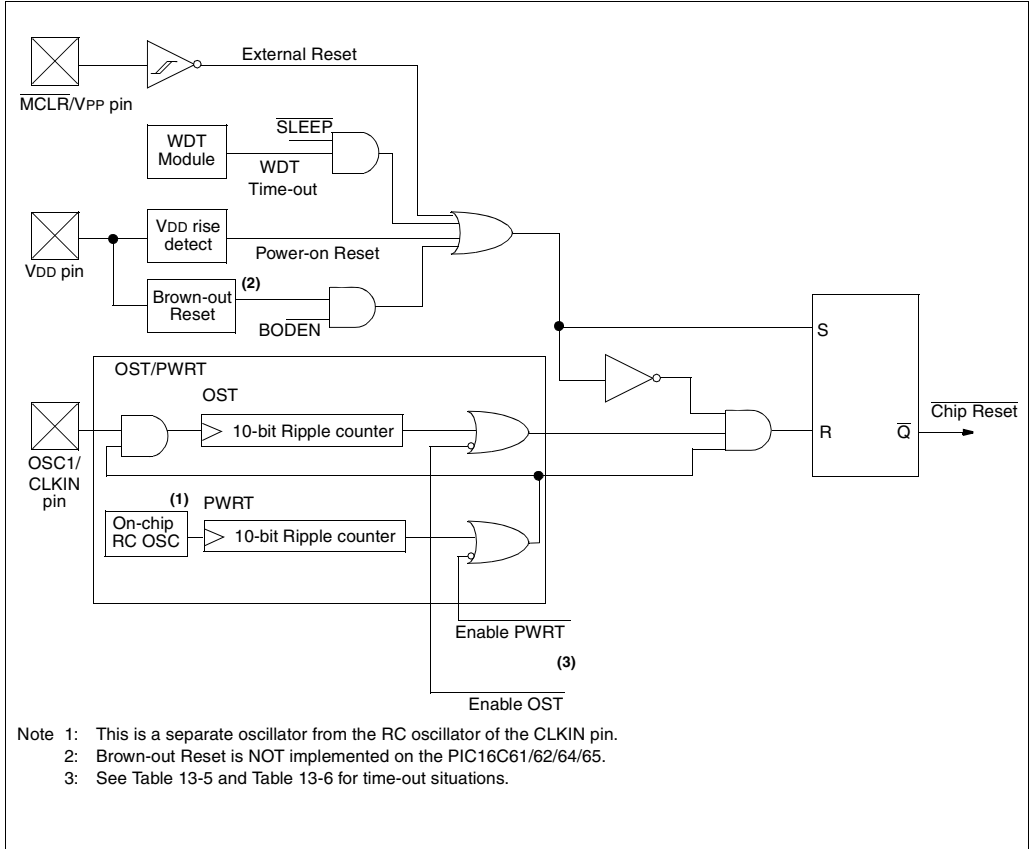 External Reset
MCLR/VPP pin
SLEEP
WDT
Module
WDT
Time-out
VDD rise
detect
Power-on Reset
VDD pin
(2)
Brown-out
Reset
BODEN
S
OST/PWRT
OST
10-bit Ripple counter
Chip Reset
R
Q
OSC1/
CLKIN
pin
(1)
PWRT
On-chip
RC OSC
10-bit Ripple counter
Enable PWRT
(3)
Enable OST
Note 1: This is a separate oscillator from the RC oscillator of the CLKIN pin.
2: Brown-out Reset is NOT implemented on the PIC16C61/62/64/65.
3: See Table 13-5 and Table 13-6 for time-out situations.